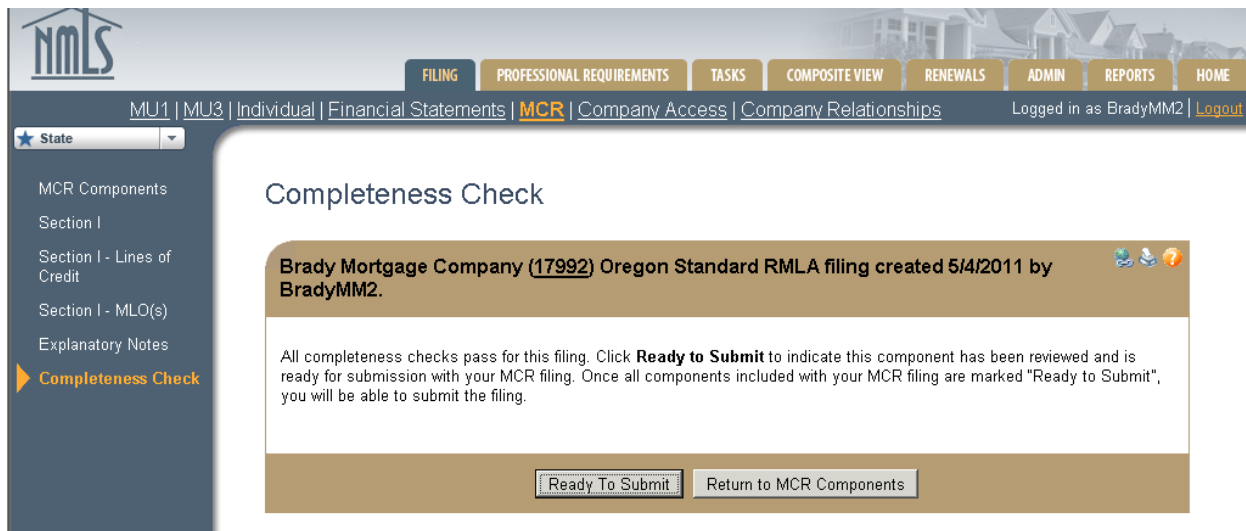 NMLS
FILING PROFESSIONAL REQUIREMENTS TASKS COMPOSITE VIEW RENEWALS ADMIN REPORTS HOME
MU1 | MU3 | Individual | Financial Statements | MCR | Company Access | Company Relationships Logged in as BradyMM2 | Logout
State
MCR Components
Section I
Section I - Lines of
Credit
Section I - MLO(s)
Explanatory Notes
Completeness Check
Completeness Check
Brady Mortgage Company (17992) Oregon Standard RMLA filing created 5/4/2011 by
BradyMM2.
All completeness checks pass for this filing. Click Ready to Submit to indicate this component has been reviewed and is
ready for submission with your MCR filing. Once all components included with your MCR filing are marked "Ready to Submit",
you will be able to submit the filing.
Ready To Submit Return to MCR Components